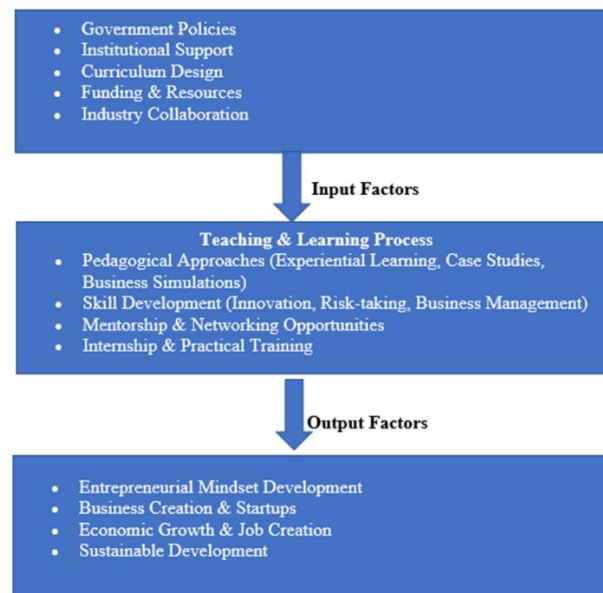 • Government Policies
• Institutional Support
• Curriculum Design
• Funding & Resources
• Industry Collaboration
Input Factors
Teaching & Learning Process
• Pedagogical Approaches (Experiential Learning, Case Studies,
Business Simulations)
• Skill Development (Innovation, Risk-taking, Business Management)
• Mentorship & Networking Opportunities
• Internship & Practical Training
Output Factors
• Entrepreneurial Mindset Development
• Business Creation & Startups
• Economic Growth & Job Creation
• Sustainable Development